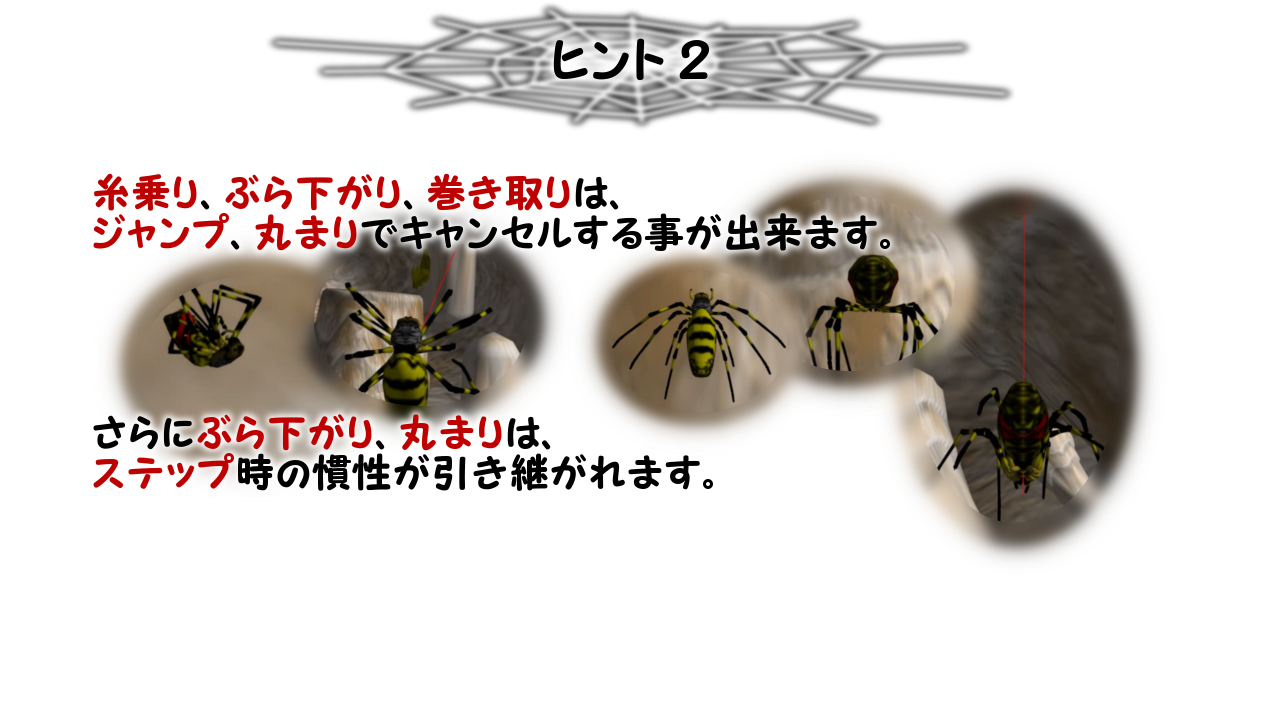 ヒント２
糸乗り、ぶら下がり、巻き取りは、
ジャンプ、丸まりでキャンセルする事が出来ます。
さらにぶら下がり、丸まりは、
ステップ時の慣性が引き継がれます。